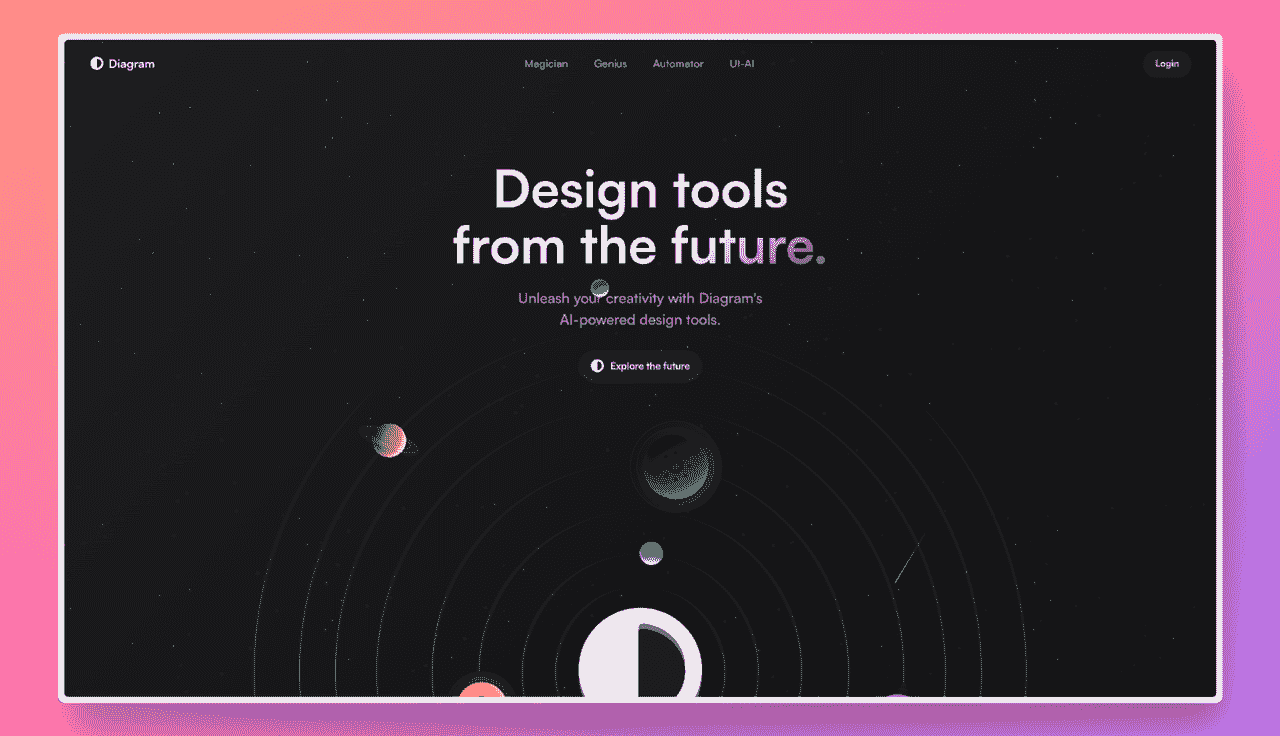 Diagram
Magician
Genius
Automator
UI-AI
Login
Design tools
from the future.
Unleash your creativity with Diagram's
AI-powered design tools.
Explore the future